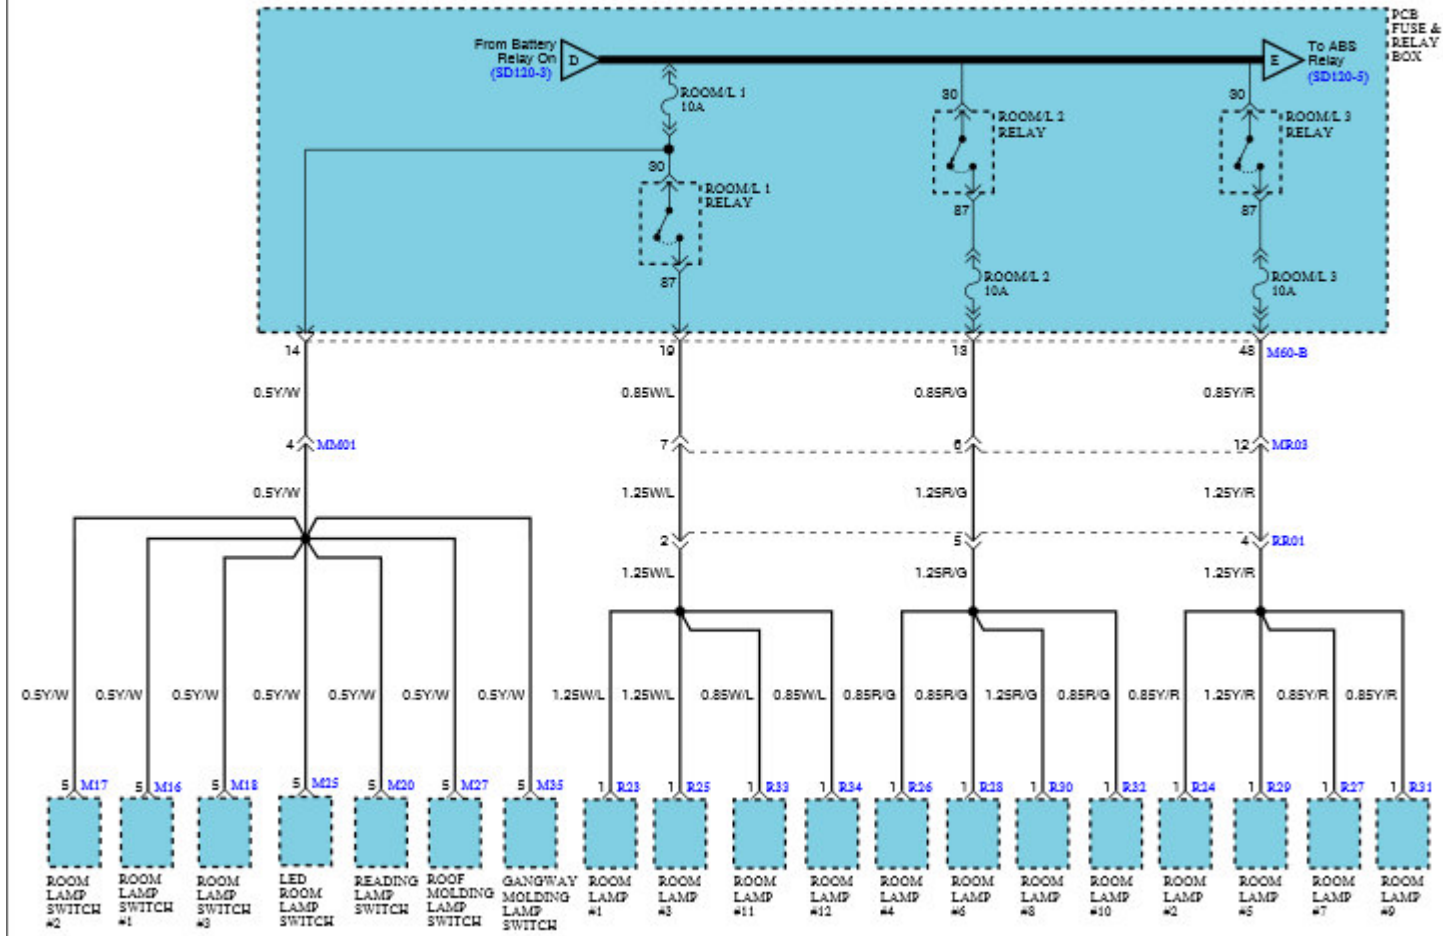 PCB
FUSE &
RELAY
BOX
From Battery
Relay On
(SD120-3)
D
E
To ABS
Relay
(SD120-5)
ROOM/L 1
10A
30
ROOM/L 1
RELAY
87
30
ROOM/L 2
RELAY
87
ROOM/L 2
10A
30
ROOM/L 3
RELAY
87
ROOM/L 3
10A
14
19
13
43
M60-B
0.5Y/W
0.85W/L
0.85R/G
0.85Y/R
4
MM01
7
6
12
MR03
0.5Y/W
1.25W/L
1.25R/G
1.25Y/R
2
5
4
RR01
1.25W/L
1.25R/G
1.25Y/R
0.5Y/W
0.5Y/W
0.5Y/W
0.5Y/W
0.5Y/W
0.5Y/W
0.5Y/W
1.25W/L
1.25W/L
0.85W/L
0.85W/L
0.85R/G
0.85R/G
1.25R/G
0.85R/G
0.85Y/R
1.25Y/R
0.85Y/R
0.85Y/R
5 M17
5 M16
5 M18
5 M25
5 M20
5 M27
5 M35
1 R23
1 R25
1 R33
1 R34
1 R26
1 R28
1 R30
1 R32
1 R24
1 R29
1 R27
1 R31
ROOM
LAMP
SWITCH
#2
ROOM
LAMP
SWITCH
#1
ROOM
LAMP
SWITCH
#3
LED
ROOM
LAMP
SWITCH
READING
LAMP
SWITCH
ROOF
MOLDING
LAMP
SWITCH
GANGWAY
MOLDING
LAMP
SWITCH
ROOM
LAMP
#1
ROOM
LAMP
#3
ROOM
LAMP
#11
ROOM
LAMP
#12
ROOM
LAMP
#4
ROOM
LAMP
#6
ROOM
LAMP
#8
ROOM
LAMP
#10
ROOM
LAMP
#2
ROOM
LAMP
#5
ROOM
LAMP
#7
ROOM
LAMP
#9